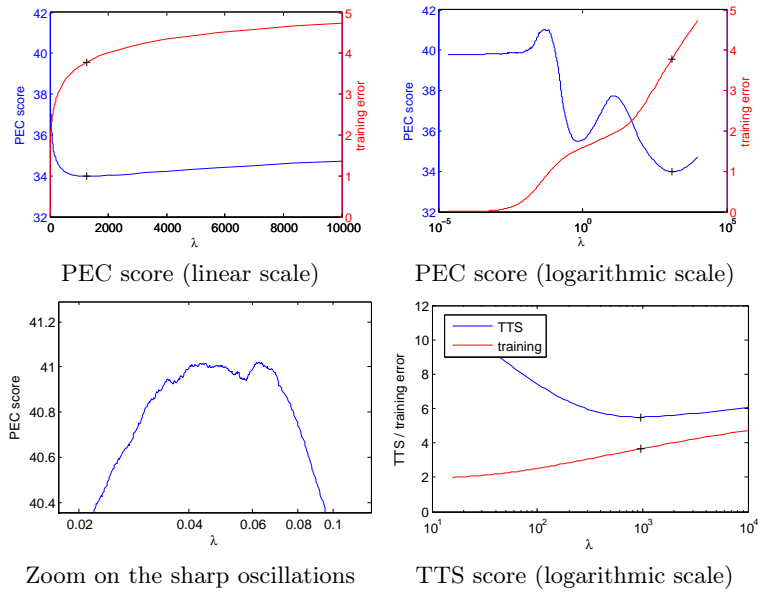 42
40
38
36
34
32
PEC score
5
4
3
2
1
0
training error
0 2000 4000 6000 8000 10000
λ
PEC score (linear scale)
42
40
38
36
34
32
PEC score
5
4
3
2
1
0
training error
10^-5 10^0 10^5
λ
PEC score (logarithmic scale)
41.2
41
40.8
40.6
40.4
PEC score
0.02 0.04 0.06 0.08 0.1
λ
Zoom on the sharp oscillations
12
10
8
6
4
2
0
TTS / training error
TTS
training
10^1 10^2 10^3 10^4
λ
TTS score (logarithmic scale)